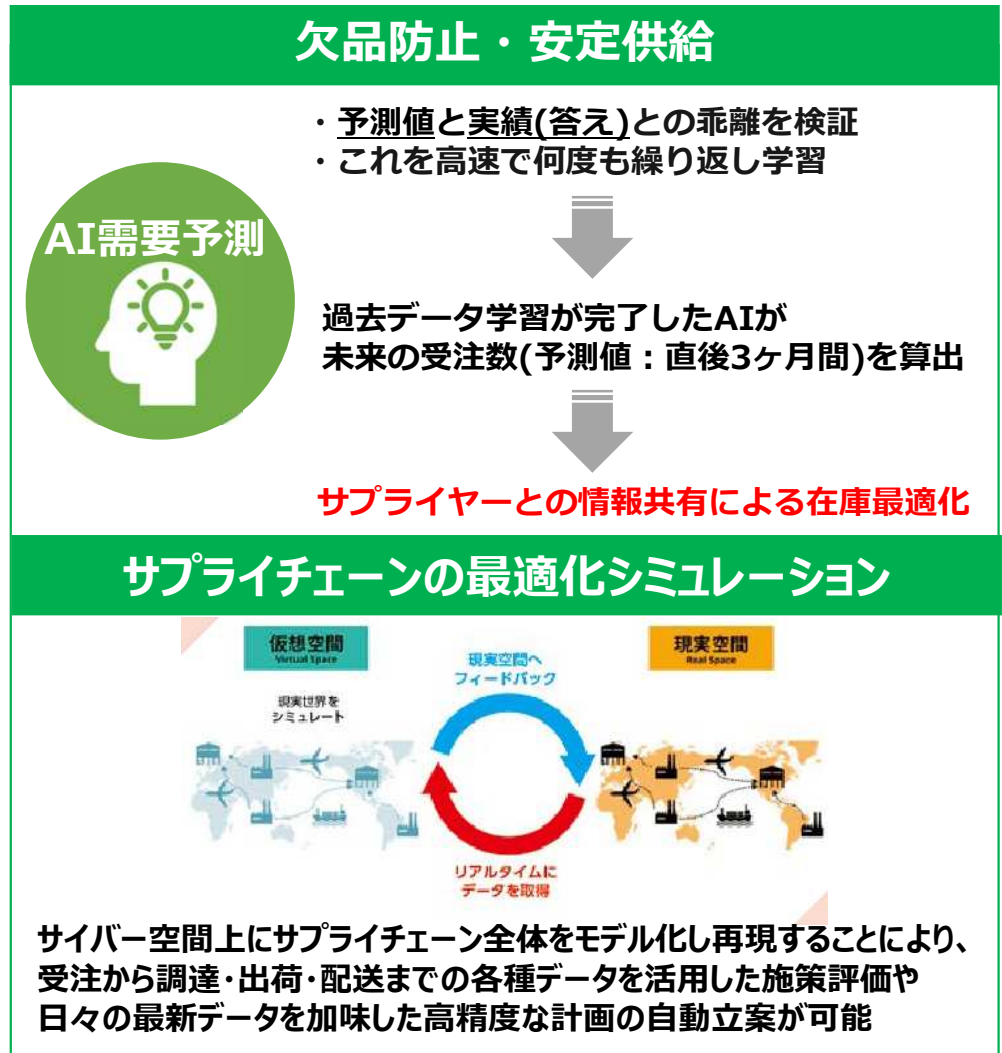 欠品防止・安定供給
・予測値と実績(答え)との乖離を検証
・これを高速で何度も繰り返し学習
AI需要予測
過去データ学習が完了したAIが
未来の受注数(予測値：直後3ヶ月間)を算出
サプライヤーとの情報共有による在庫最適化
サプライチェーンの最適化シミュレーション
仮想空間
Virtual Space
現実世界を
シミュレート
現実空間へ
フィードバック
現実空間
Real Space
リアルタイムに
データを取得
サイバー空間上にサプライチェーン全体をモデル化し再現することにより、
受注から調達・出荷・配送までの各種データを活用した施策評価や
日々の最新データを加味した高精度な計画の自動立案が可能